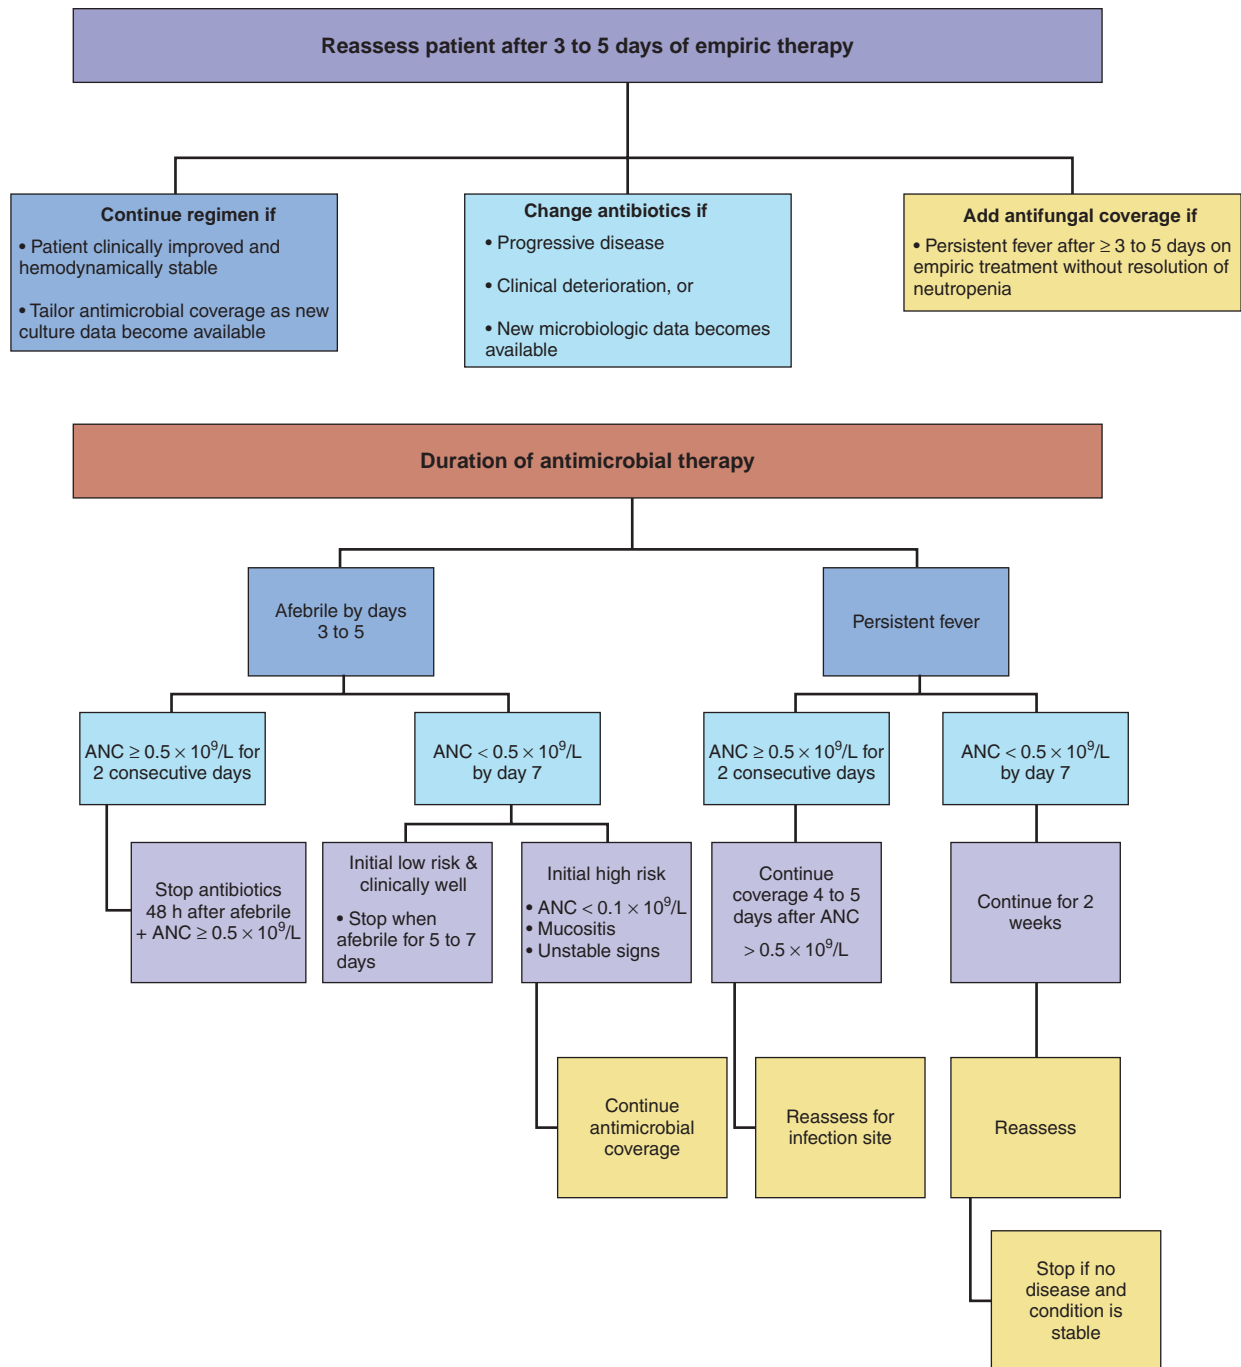 Reassess patient after 3 to 5 days of empiric therapy
Continue regimen if
• Patient clinically improved and
hemodynamically stable
• Tailor antimicrobial coverage as new
culture data become available
Change antibiotics if
• Progressive disease
• Clinical deterioration, or
• New microbiologic data becomes
available
Add antifungal coverage if
• Persistent fever after ≥ 3 to 5 days on
empiric treatment without resolution of
neutropenia
Duration of antimicrobial therapy
Afebrile by days
3 to 5
Persistent fever
ANC ≥ 0.5 × 10⁹/L for
2 consecutive days
ANC < 0.5 × 10⁹/L
by day 7
ANC ≥ 0.5 × 10⁹/L for
2 consecutive days
ANC < 0.5 × 10⁹/L
by day 7
Stop antibiotics
48 h after afebrile
+ ANC ≥ 0.5 × 10⁹/L
Initial low risk &
clinically well
• Stop when
afebrile for 5 to 7
days
Initial high risk
• ANC < 0.1 × 10⁹/L
• Mucositis
• Unstable signs
Continue
coverage 4 to 5
days after ANC
> 0.5 × 10⁹/L
Continue for 2
weeks
Continue
antimicrobial
coverage
Reassess for
infection site
Reassess
Stop if no
disease and
condition is
stable